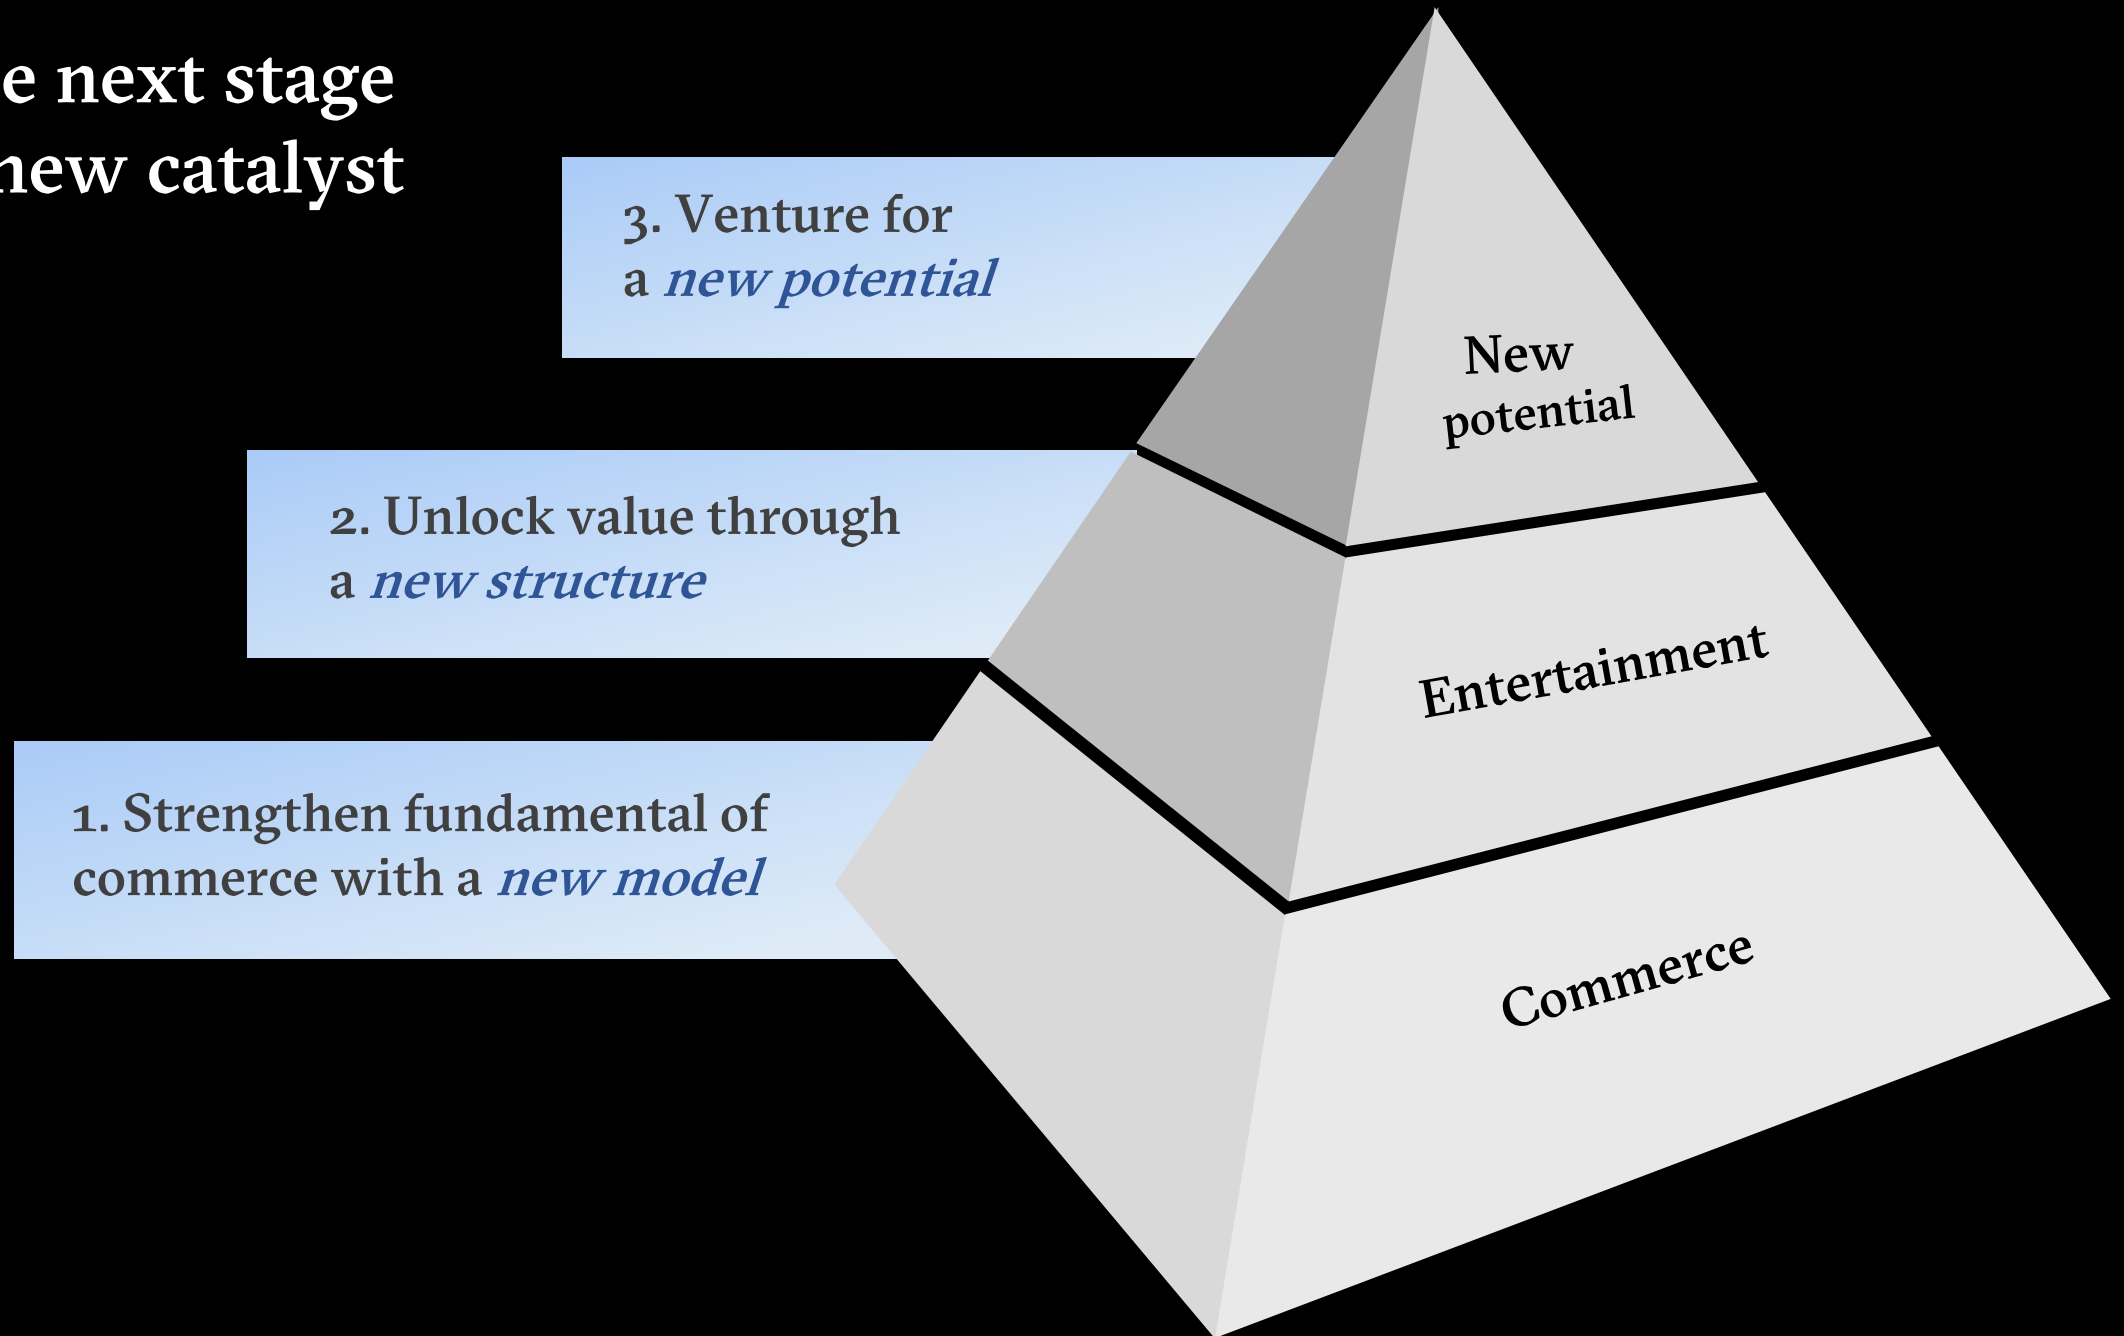 e next stage
new catalyst
3. Venture for
a new potential
2. Unlock value through
a new structure
1. Strengthen fundamental of
commerce with a new model
New
potential
Entertainment
Commerce